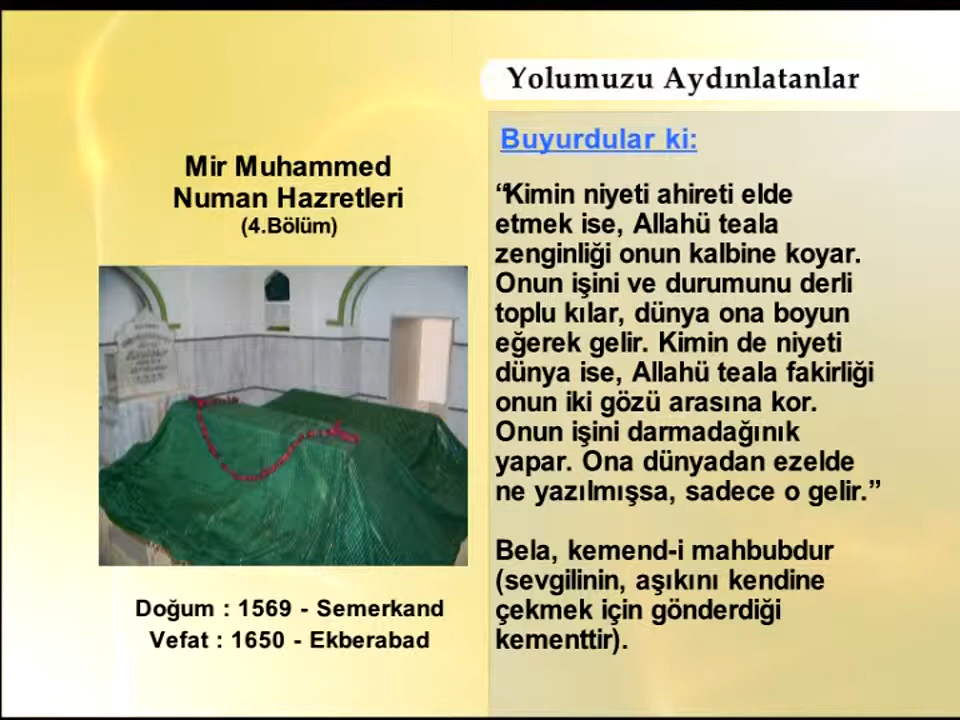 Yolumuzu Aydınlatanlar
Mir Muhammed
Numan Hazretleri
(4.Bölüm)
Doğum : 1569 - Semerkand
Vefat : 1650 - Ekberabad
Buyurdular ki:
“Kimin niyeti ahireti elde
etmek ise, Allahü teala
zenginliği onun kalbine koyar.
Onun işini ve durumunu derli
toplu kılar, dünya ona boyun
eğerek gelir. Kimin de niyeti
dünya ise, Allahü teala fakirliği
onun iki gözü arasına kor.
Onun işini darmadağınık
yapar. Ona dünyadan ezelde
ne yazılmışsa, sadece o gelir.”
Bela, kemend-i mahbubdur
(sevgilinin, aşıkını kendine
çekmek için gönderdiği
kementtir).